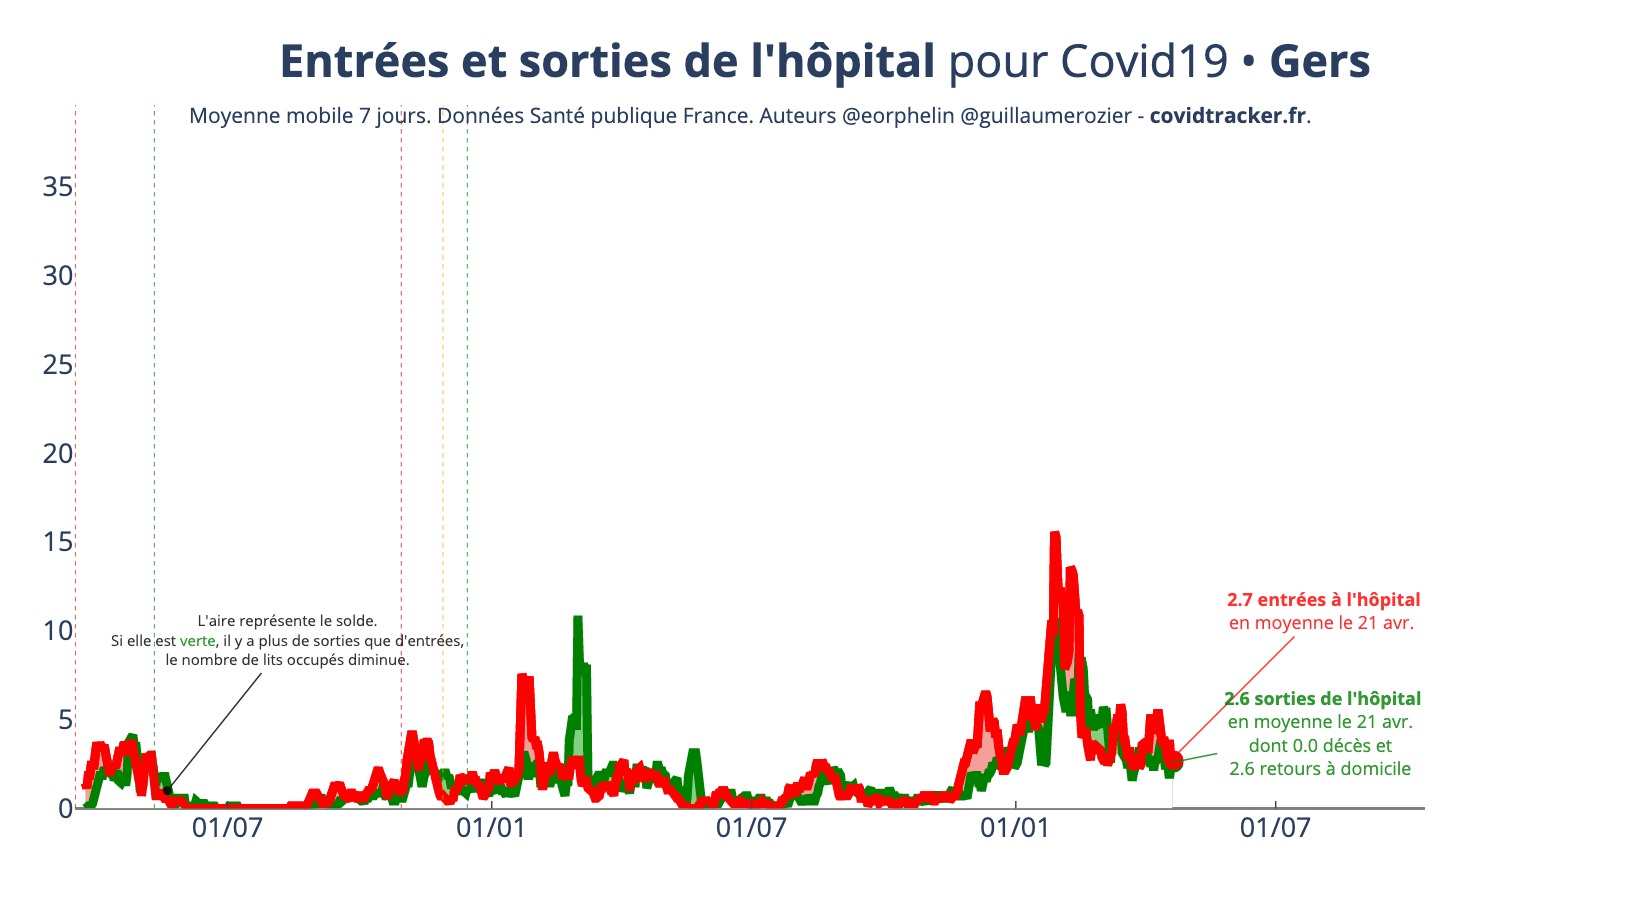 Entrées et sorties de l'hôpital pour Covid19 • Gers
Moyenne mobile 7 jours. Données Santé publique France. Auteurs @eorphelin @guillaumerozier - covidtracker.fr.
35
30
25
20
15
10
5
0
L'aire représente le solde.
Si elle est verte, il y a plus de sorties que d'entrées,
le nombre de lits occupés diminue.
2.7 entrées à l'hôpital
en moyenne le 21 avr.
2.6 sorties de l'hôpital
en moyenne le 21 avr.
dont 0.0 décès et
2.6 retours à domicile
01/07
01/01
01/07
01/01
01/07